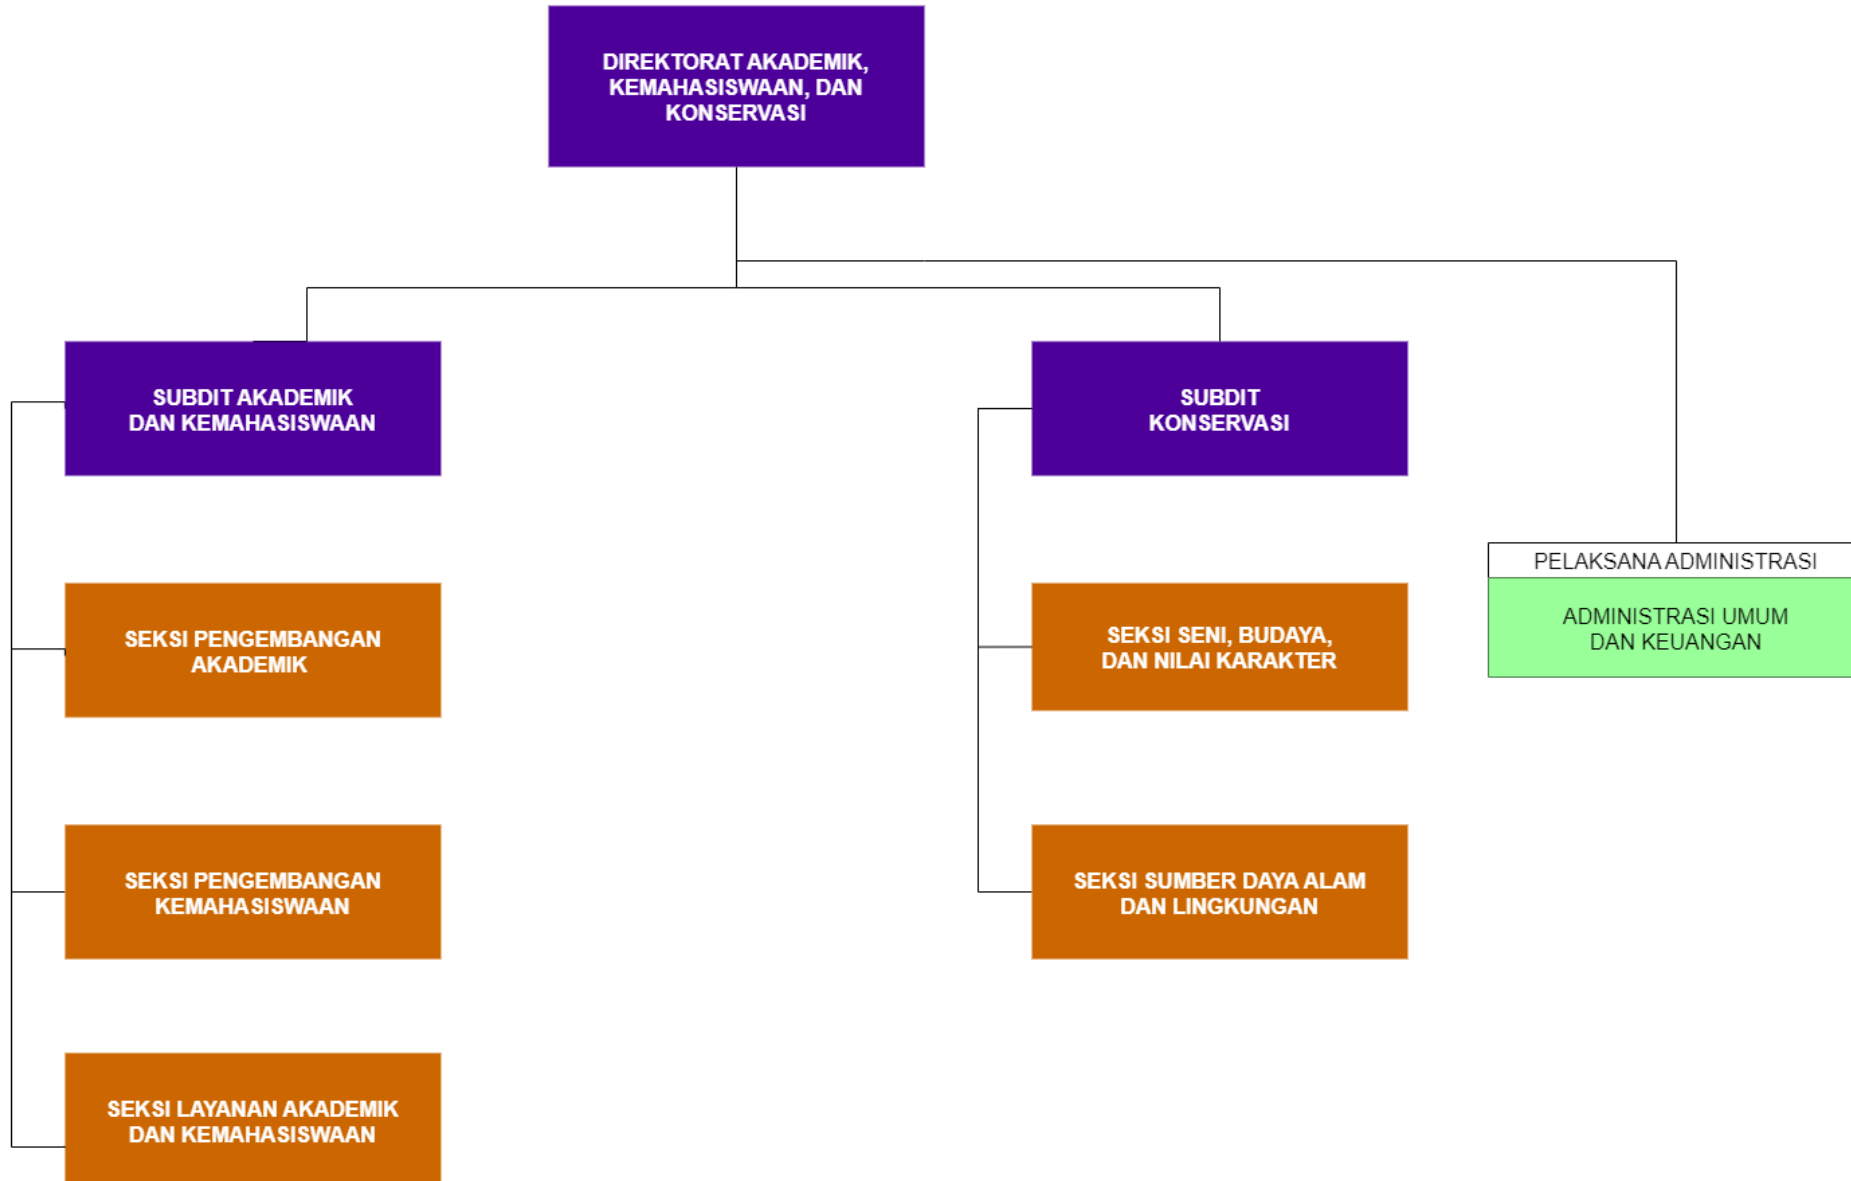 DIREKTORAT AKADEMIK,
KEMAHASISWAAN, DAN
KONSERVASI
SUBDIT AKADEMIK
DAN KEMAHASISWAAN
SUBDIT
KONSERVASI
PELAKSANA ADMINISTRASI
ADMINISTRASI UMUM
DAN KEUANGAN
SEKSI PENGEMBANGAN
AKADEMIK
SEKSI SENI, BUDAYA,
DAN NILAI KARAKTER
SEKSI PENGEMBANGAN
KEMAHASISWAAN
SEKSI SUMBER DAYA ALAM
DAN LINGKUNGAN
SEKSI LAYANAN AKADEMIK
DAN KEMAHASISWAAN